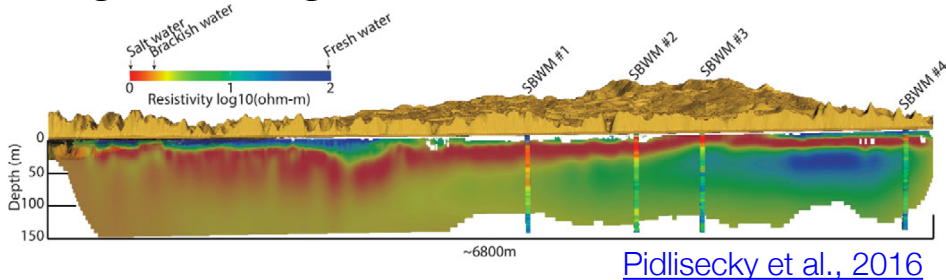 Salt water
Brackish water
Fresh water
0
1
2
Resistivity log10(ohm-m)
SBWM #1
SBWM #2
SBWM #3
SBWM #4
Depth (m)
0
50
100
150
~6800m
Pidlisecky et al., 2016